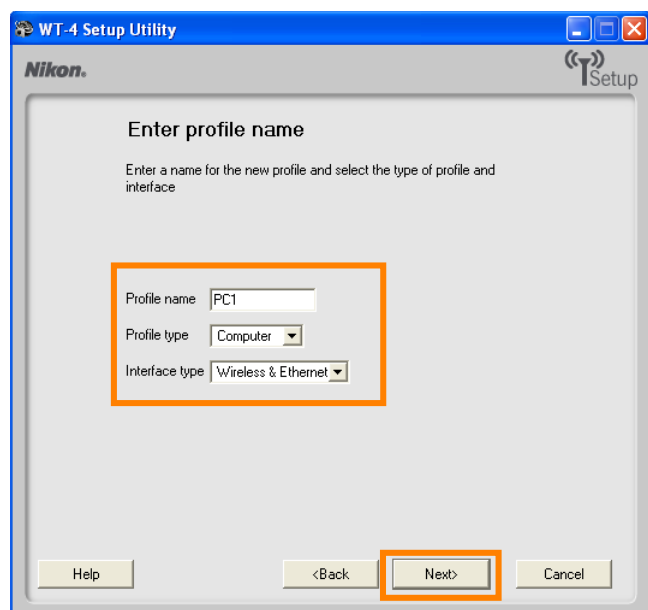 WT-4 Setup Utility
Nikon.
Setup
Enter profile name
Enter a name for the new profile and select the type of profile and
interface
Profile name PC1
Profile type Computer
Interface type Wireless & Ethernet
Help <Back Next> Cancel